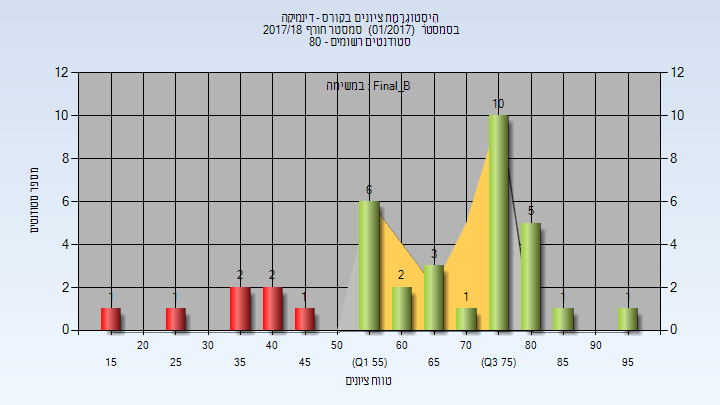 הִיסְטוֹגְרָמַת ציונים בקורס - דינמיקה
בסמסטר (01/2017) סמסטר חורף 2017/18
סטודנטים רשומים - 80
במשימה : Final_B
מספר סטודנטים
12 12
10 10
8 8
6 6
4 4
2 2
0 0
1 1 2 2 1 6 2 3 1 10 5 1 1
20 30 40 50 60 70 80 90
15 25 35 45 (Q1 55) 65 (Q3 75) 85 95
טווח ציונים